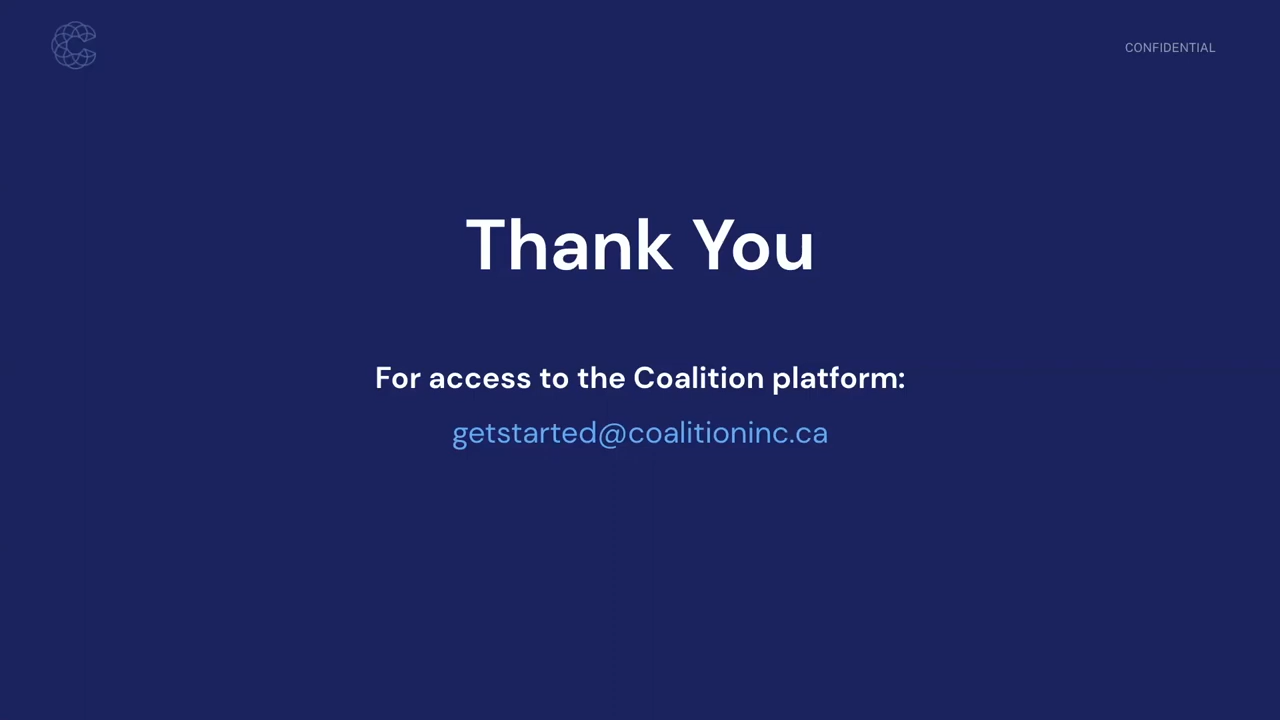 CONFIDENTIAL
Thank You
For access to the Coalition platform:
getstarted@coalitioninc.ca